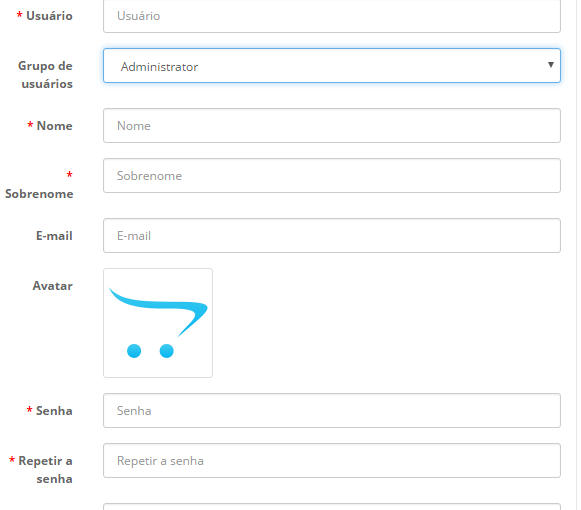 * Usuário
Usuário
Grupo de
usuários
Administrator
* Nome
Nome
*
Sobrenome
Sobrenome
E-mail
E-mail
Avatar
* Senha
Senha
* Repetir a
senha
Repetir a senha